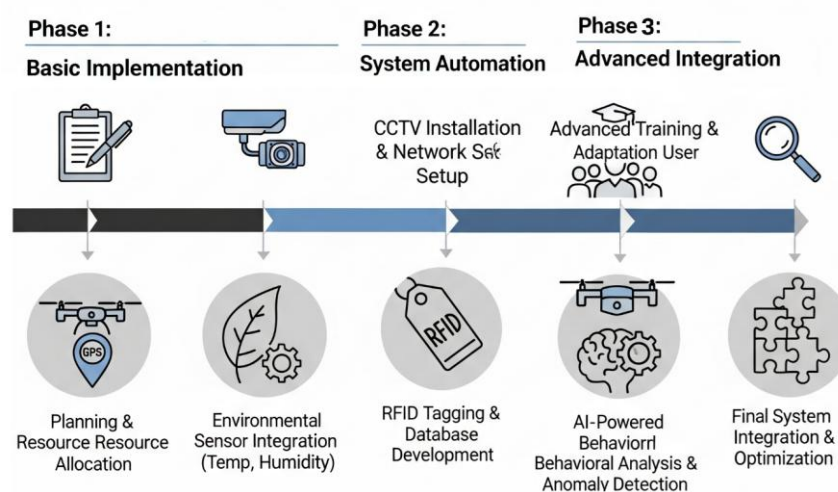 Phase 1:
Basic Implementation
Phase 2:
System Automation
Phase 3:
Advanced Integration
CCTV Installation
& Network
Setup
Advanced Training &
Adaptation User
GPS
RFID
Planning &
Resource Resource
Allocation
Environmental
Sensor Integration
(Temp, Humidity)
RFID Tagging &
Database
Development
AI-Powered
Behavioral Analysis &
Anomaly Detection
Final System
Integration &
Optimization